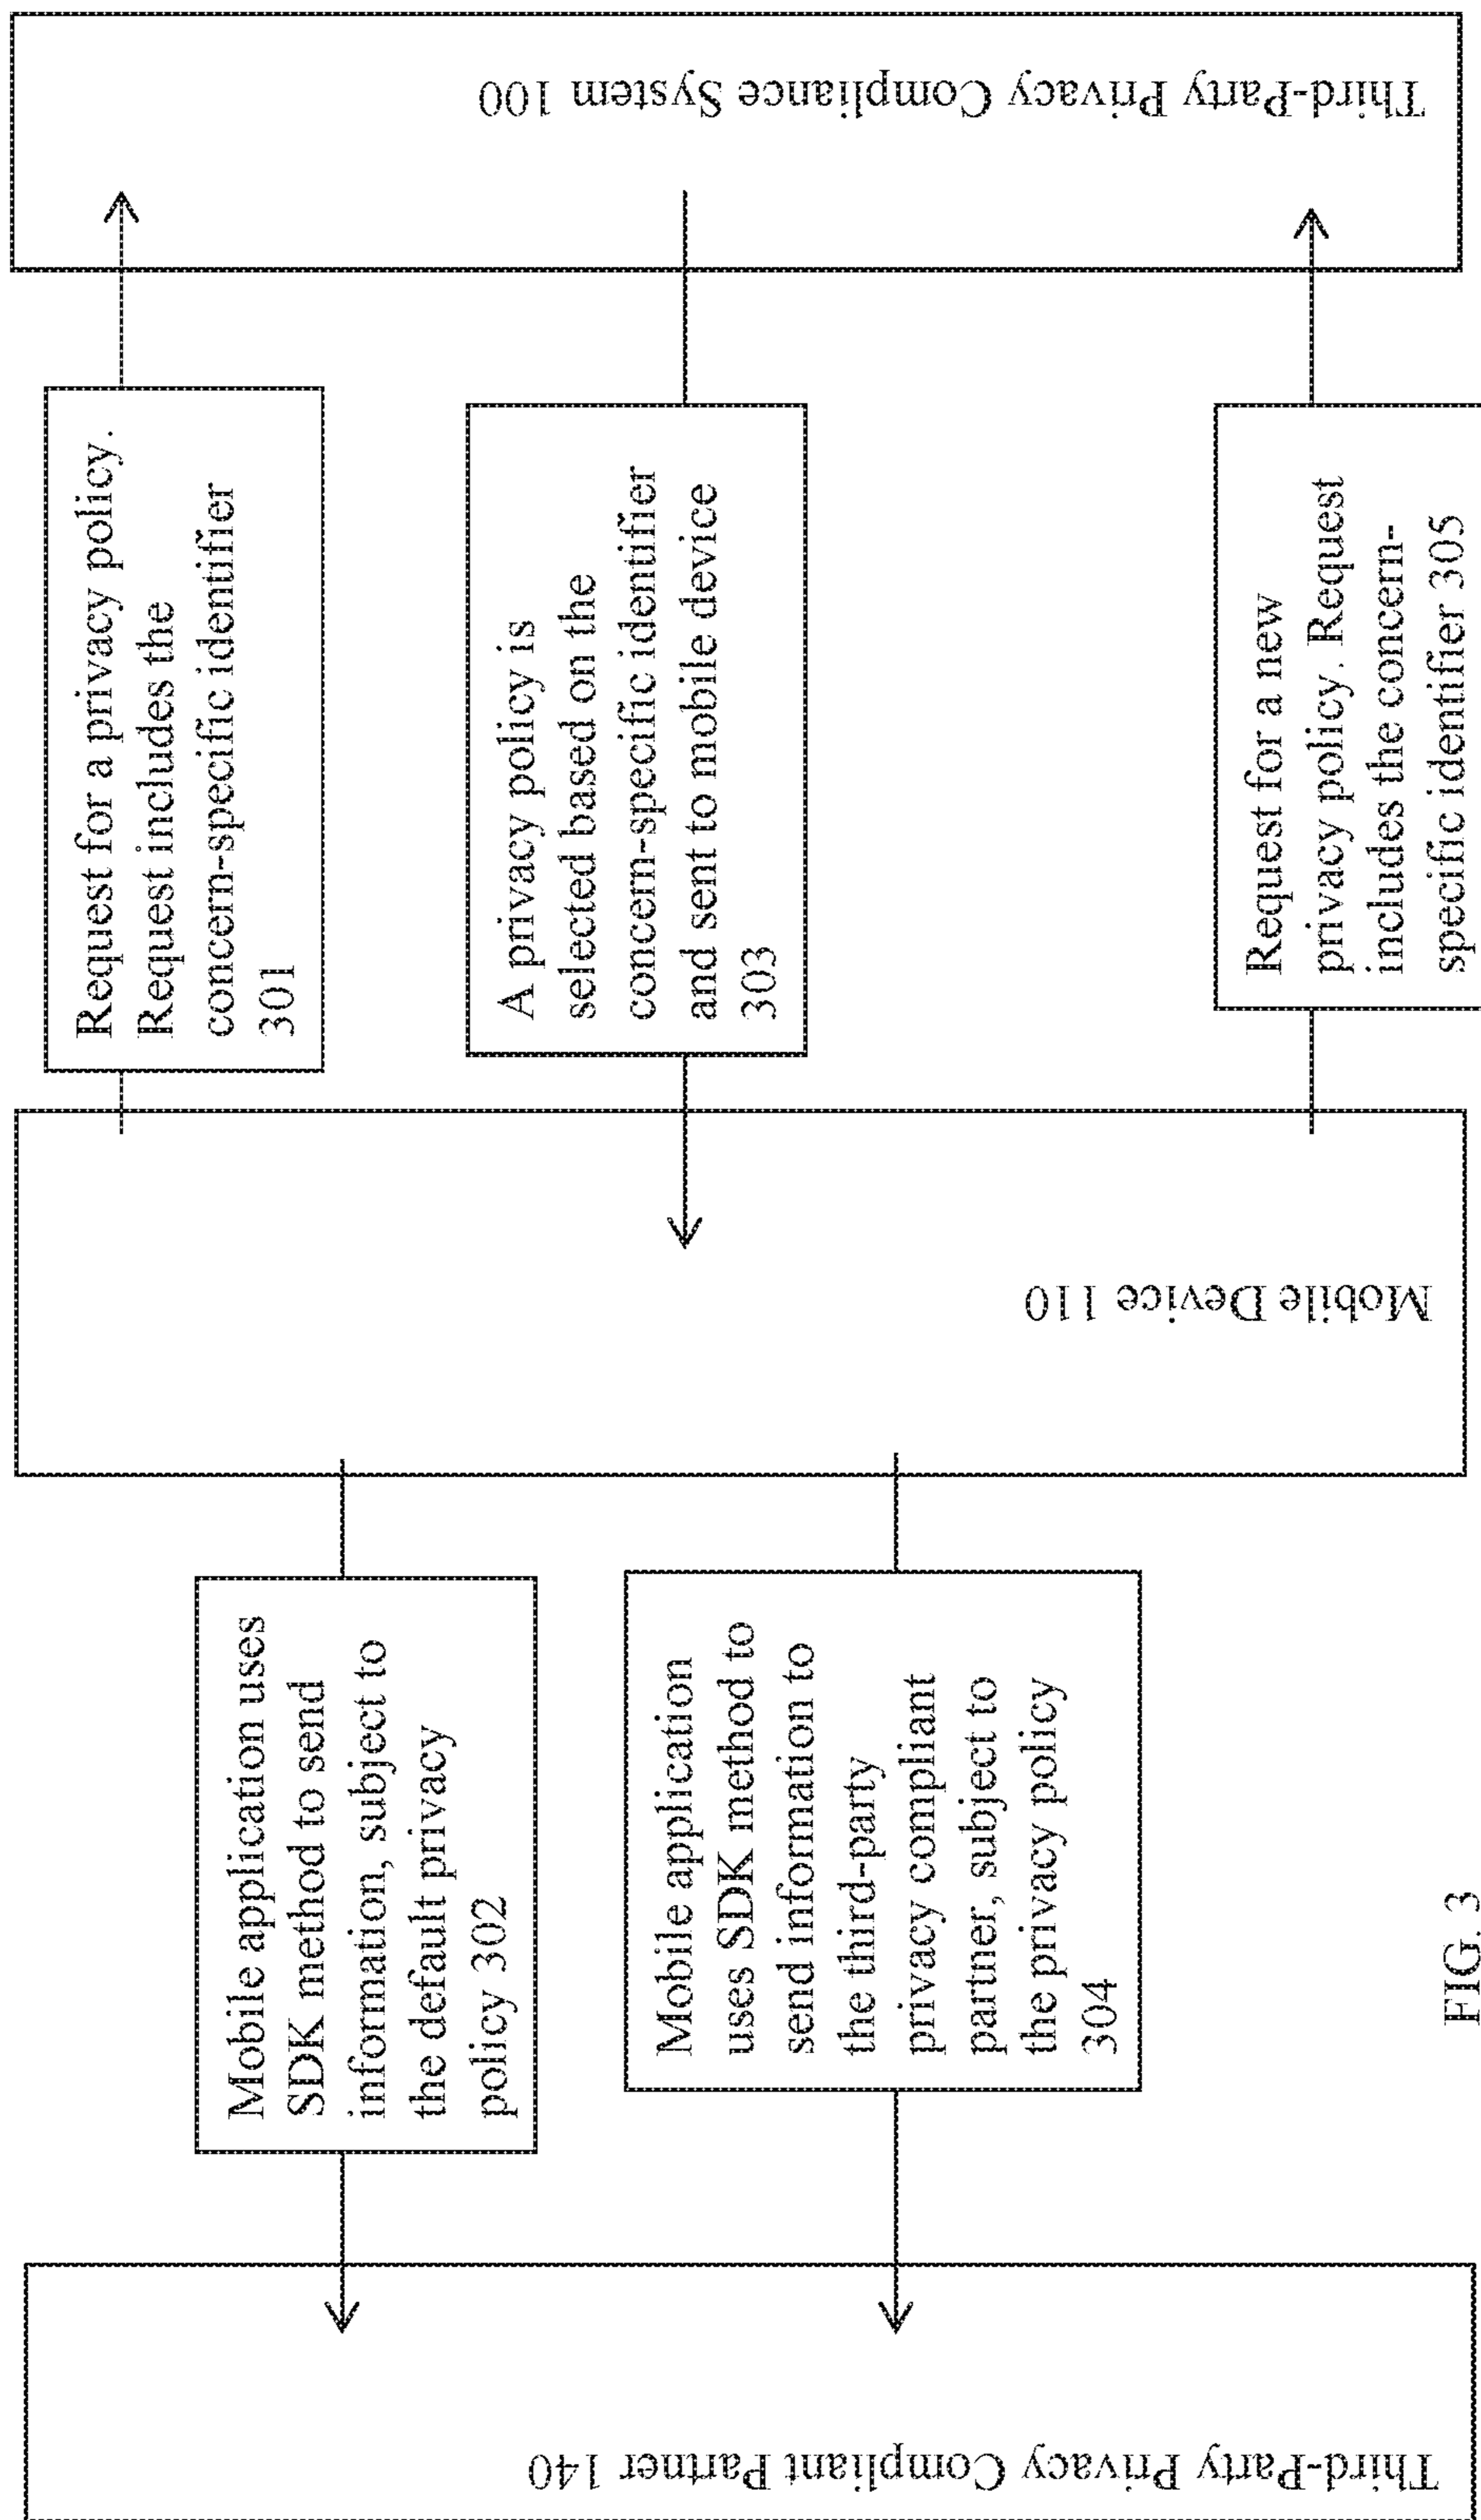 Third-Party Privacy Compliant Partner 140
Mobile Device 110
Third-Party Privacy Compliance System 100
Request for a privacy policy.
Request includes the
concern-specific identifier
301
Mobile application uses
SDK method to send
information, subject to
the default privacy
policy 302
A privacy policy is
selected based on the
concern-specific identifier
and sent to mobile device
303
Mobile application
uses SDK method to
send information to
the third-party
privacy compliant
partner, subject to
the privacy policy
304
Request for a new
privacy policy. Request
includes the concern-
specific identifier 305
FIG. 3